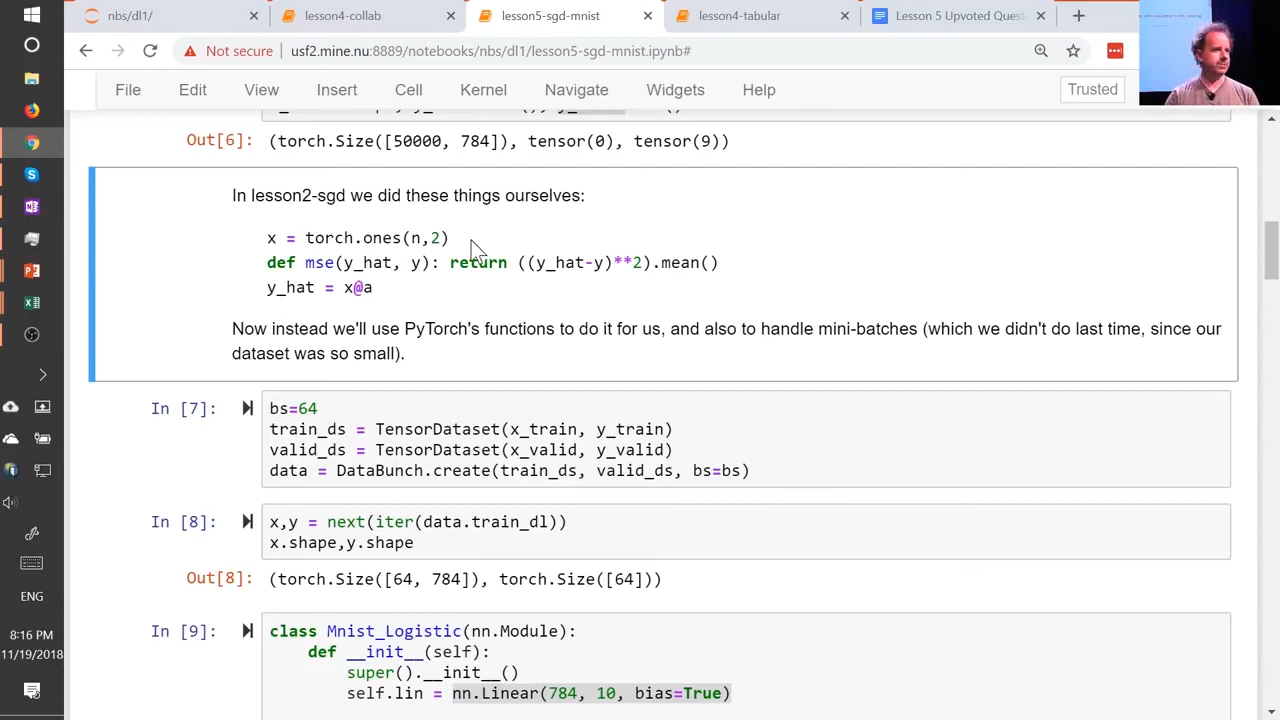 nbs/dl1/
lesson4-collab
lesson5-sgd-mnist
lesson4-tabular
Lesson 5 Upvoted Quest
Not secure
usf2.mine.nu:8889/notebooks/nbs/dl1/lesson5-sgd-mnist.ipynb#
File Edit View Insert Cell Kernel Navigate Widgets Help
Trusted
Out[6]: (torch.Size([50000, 784]), tensor(0), tensor(9))
In lesson2-sgd we did these things ourselves:
x = torch.ones(n,2)
def mse(y_hat, y): return ((y_hat-y)**2).mean()
y_hat = x@a
Now instead we'll use PyTorch's functions to do it for us, and also to handle mini-batches (which we didn't do last time, since our
dataset was so small).
In [7]: bs=64
train_ds = TensorDataset(x_train, y_train)
valid_ds = TensorDataset(x_valid, y_valid)
data = DataBunch.create(train_ds, valid_ds, bs=bs)
In [8]: x,y = next(iter(data.train_dl))
x.shape,y.shape
Out[8]: (torch.Size([64, 784]), torch.Size([64]))
In [9]: class Mnist_Logistic(nn.Module):
def __init__(self):
super().__init__()
self.lin = nn.Linear(784, 10, bias=True)
ENG
8:16 PM
11/19/2018